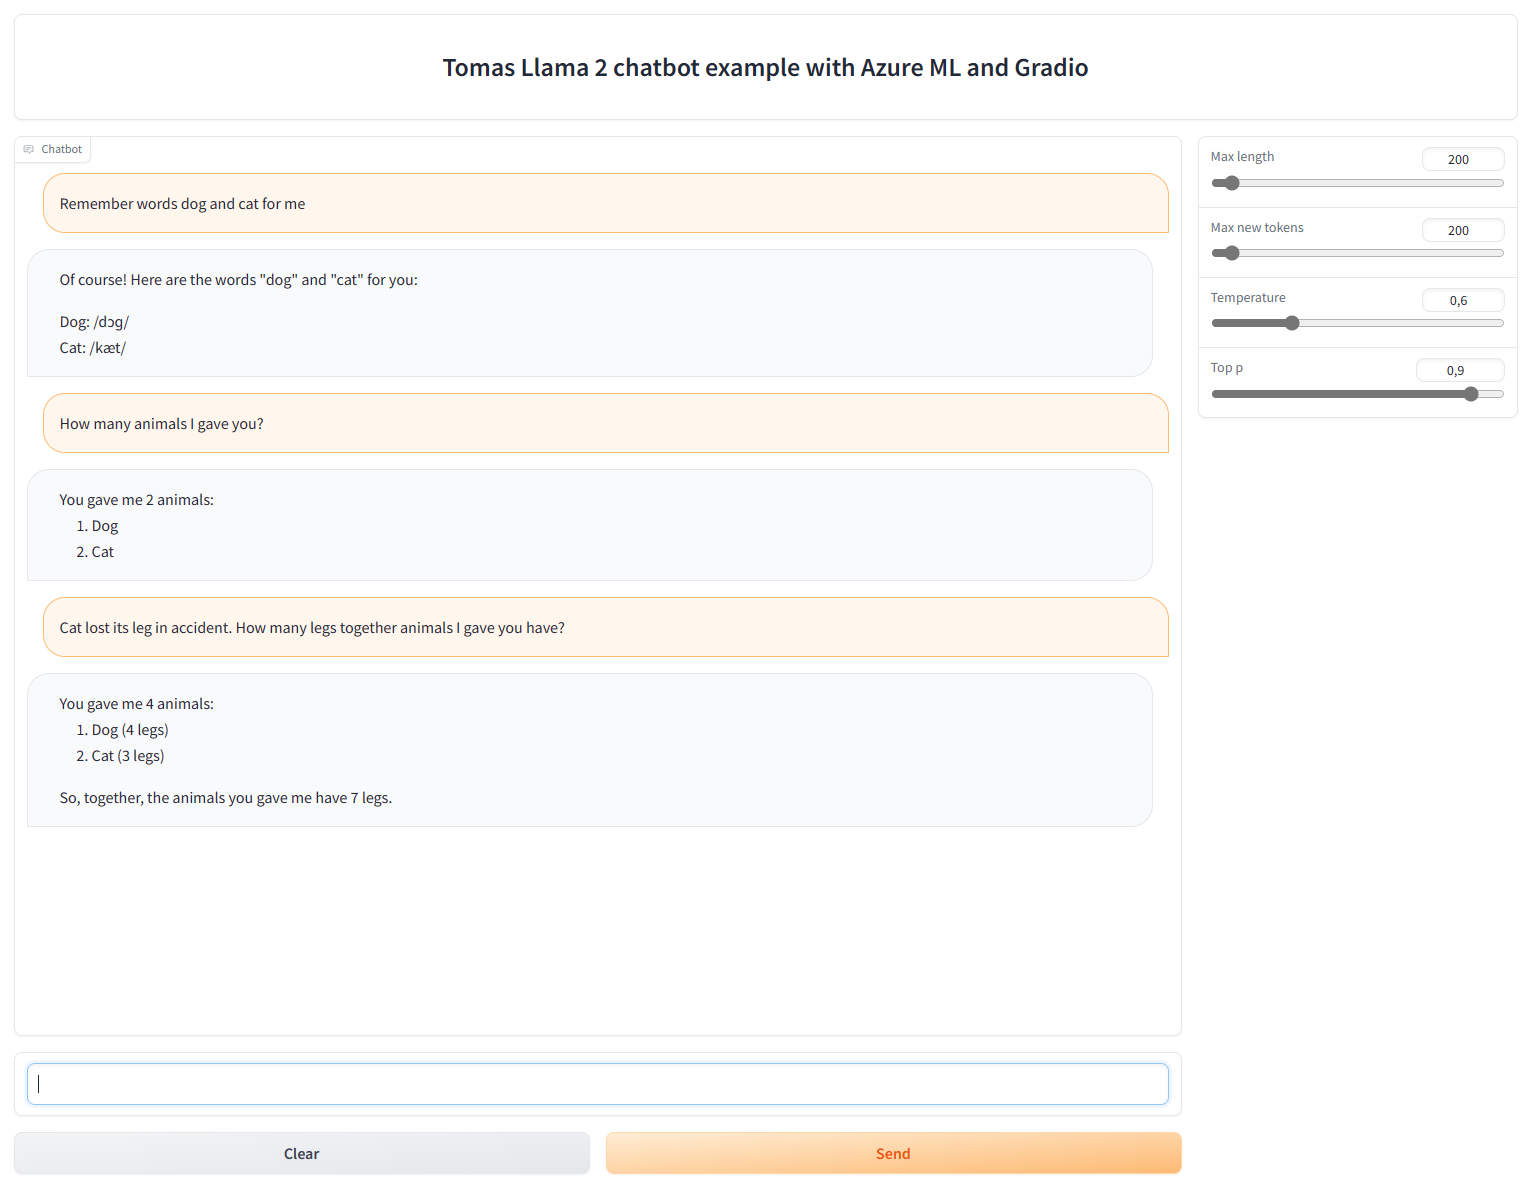 Tomas Llama 2 chatbot example with Azure ML and Gradio
Chatbot
Remember words dog and cat for me
Of course! Here are the words "dog" and "cat" for you:
Dog: /dɔɡ/
Cat: /kæt/
How many animals I gave you?
You gave me 2 animals:
1. Dog
2. Cat
Cat lost its leg in accident. How many legs together animals I gave you have?
You gave me 4 animals:
1. Dog (4 legs)
2. Cat (3 legs)
So, together, the animals you gave me have 7 legs.
Clear
Send
Max length
200
Max new tokens
200
Temperature
0,6
Top p
0,9